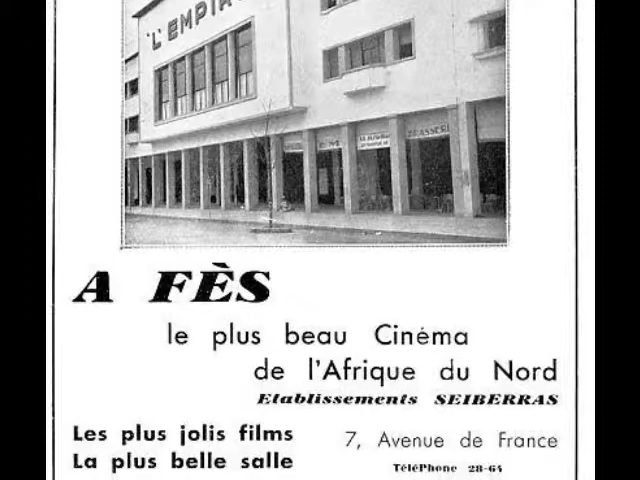 "L'EMPIR
BRASSERI
A FÈS
le plus beau Cinéma
de l'Afrique du Nord
Etablissements SEIBERRAS
Les plus jolis films
La plus belle salle
7, Avenue de France
TéléPhone 28-64